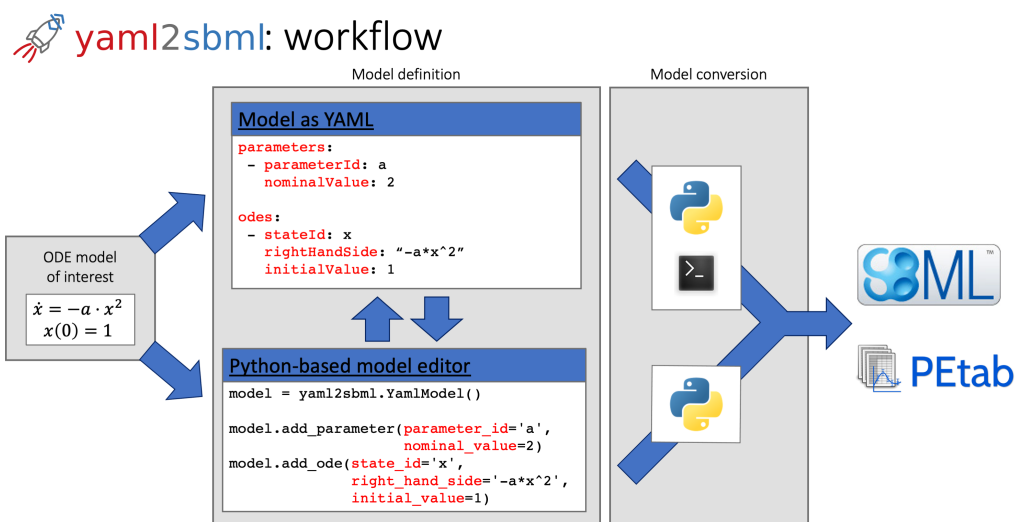 yaml2sbml: workflow
Model definition
Model conversion
ODE model
of interest
ẋ = −a · x²
x(0) = 1
Model as YAML
parameters:
- parameterId: a
nominalValue: 2
odes:
- stateId: x
rightHandSide: “-a*x^2”
initialValue: 1
Python-based model editor
model = yaml2sbml.YamlModel()
model.add_parameter(parameter_id='a',
nominal_value=2)
model.add_ode(state_id='x',
right_hand_side='-a*x^2',
initial_value=1)
>_
SBML™
PEtab